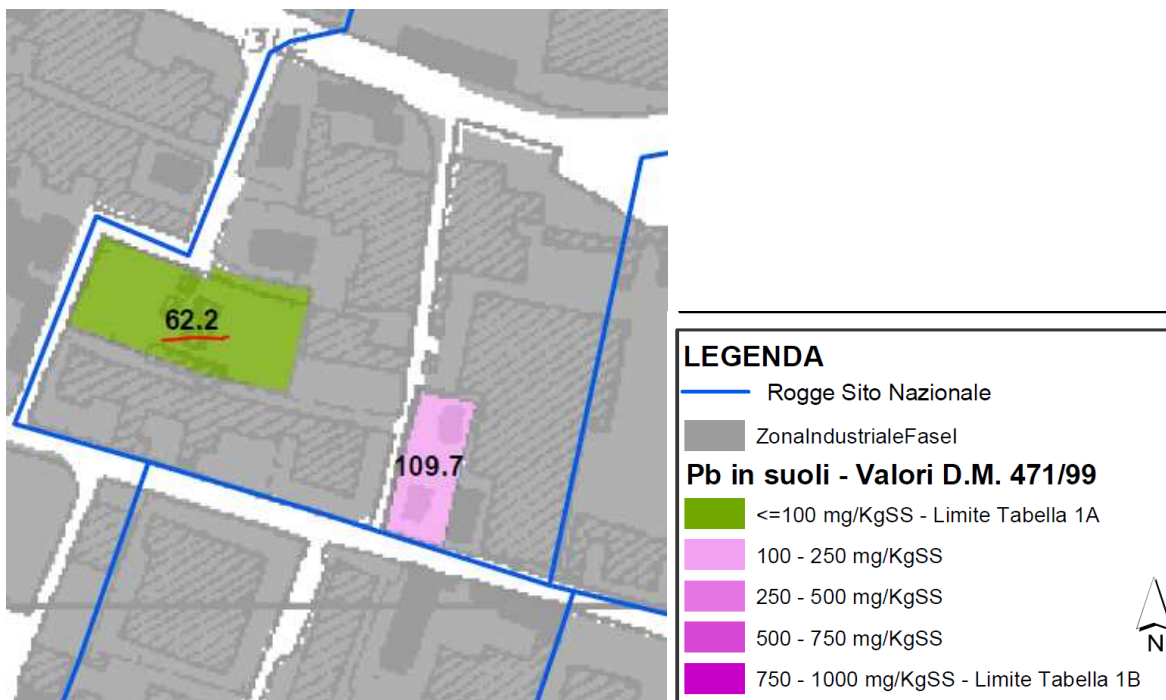 62.2
109.7
LEGENDA
Rogge Sito Nazionale
ZonaIndustrialeFaseI
Pb in suoli - Valori D.M. 471/99
<=100 mg/KgSS - Limite Tabella 1A
100 - 250 mg/KgSS
250 - 500 mg/KgSS
500 - 750 mg/KgSS
750 - 1000 mg/KgSS - Limite Tabella 1B
N